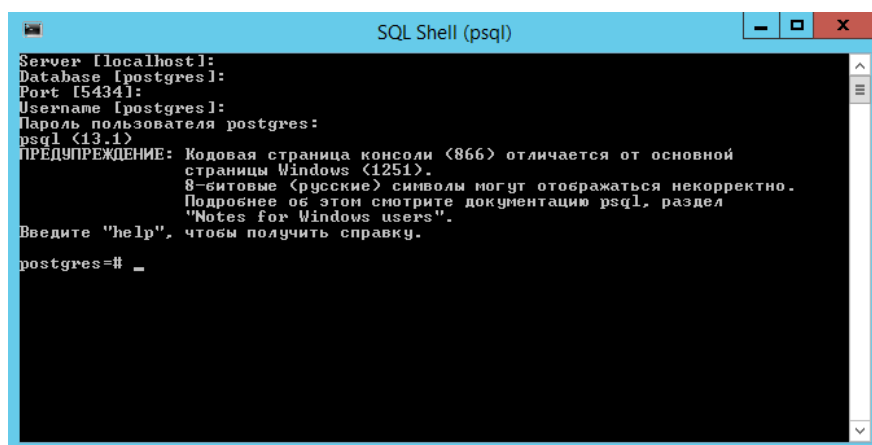 SQL Shell (psql)
Server [localhost]:
Database [postgres]:
Port [5434]:
Username [postgres]:
Пароль пользователя postgres:
psql (13.1)
ПРЕДУПРЕЖДЕНИЕ: Кодовая страница консоли (866) отличается от основной
страницы Windows (1251).
8-битовые (русские) символы могут отображаться некорректно.
Подробнее об этом смотрите документацию psql, раздел
"Notes for Windows users".
Введите "help", чтобы получить справку.
postgres=# _